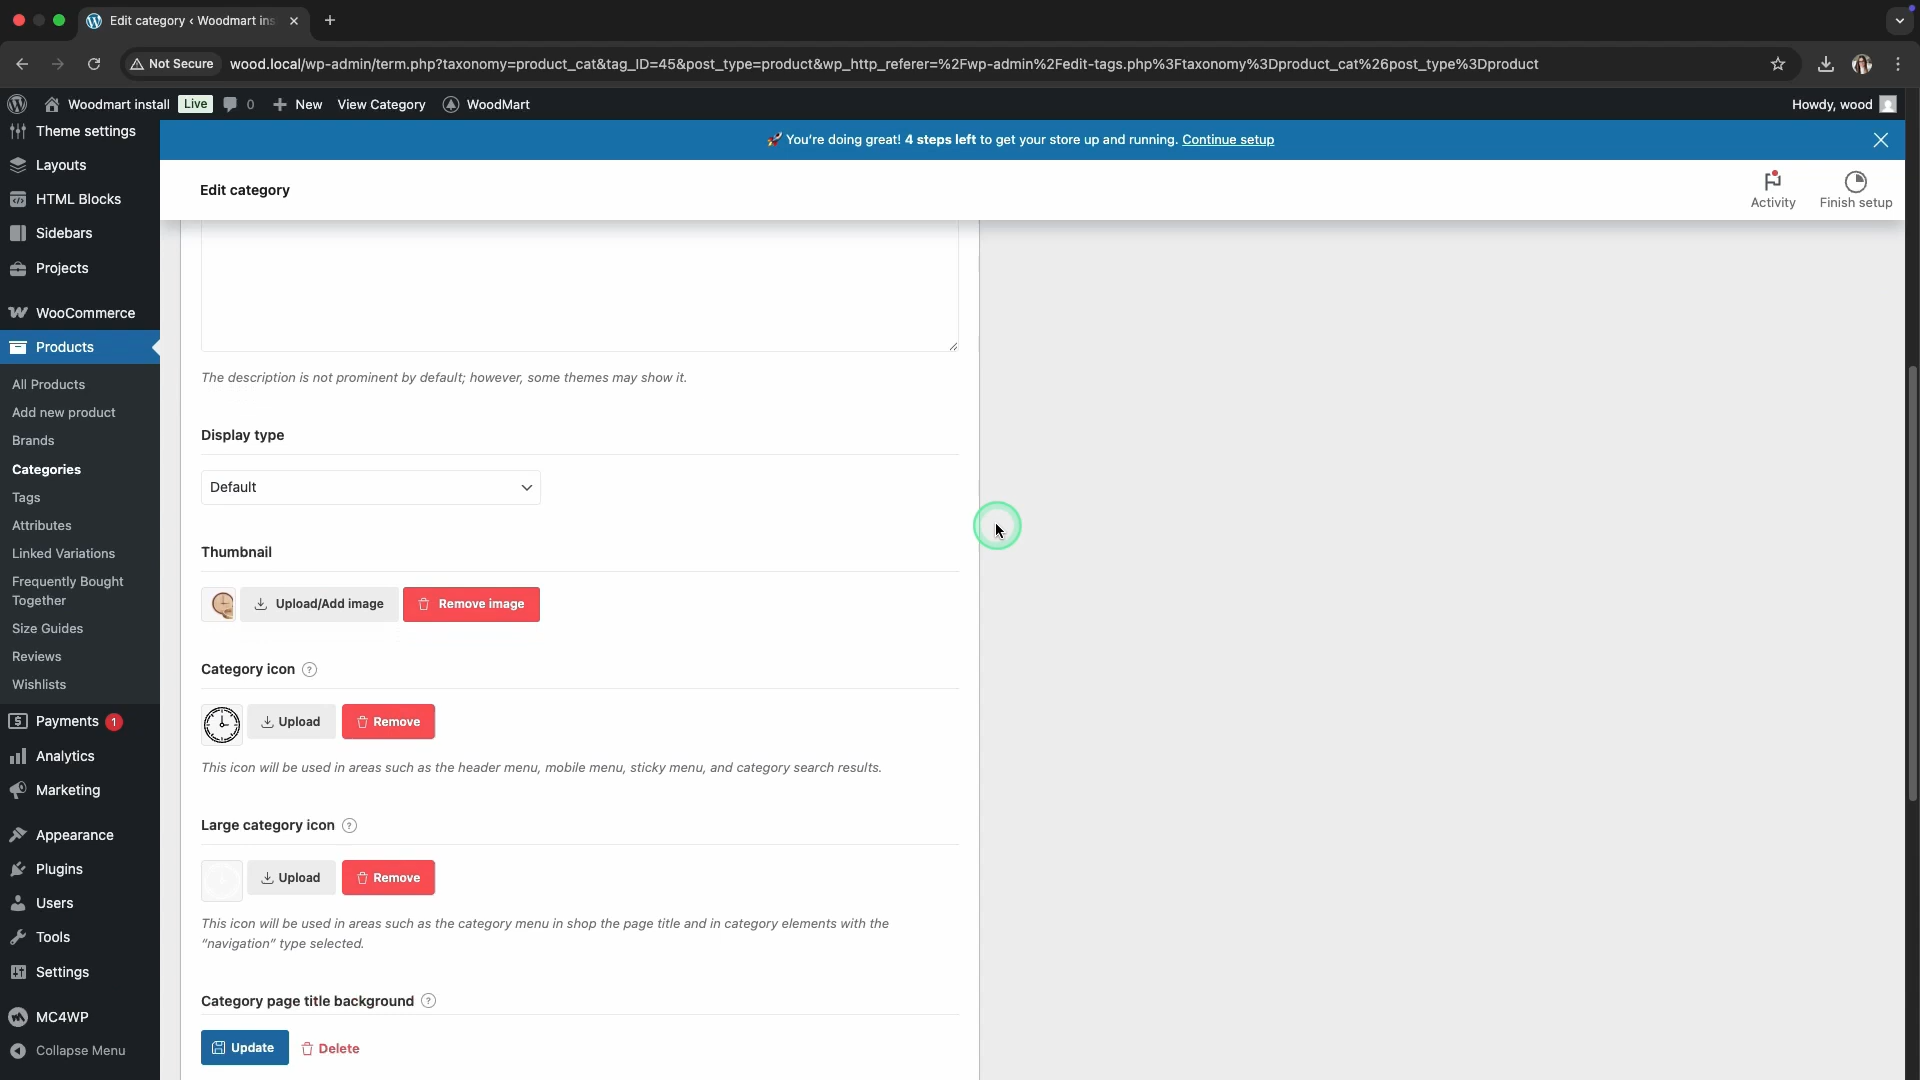 Edit category ‹ Woodmart ins
Not Secure
wood.local/wp-admin/term.php?taxonomy=product_cat&tag_ID=45&post_type=product&wp_http_referer=%2Fwp-admin%2Fedit-tags.php%3Ftaxonomy%3Dproduct_cat%26post_type%3Dproduct
Woodmart install Live 0 New View Category WoodMart
Howdy, wood
🚀 You're doing great! 4 steps left to get your store up and running. Continue setup
Edit category
Activity
Finish setup
Theme settings
Layouts
HTML Blocks
Sidebars
Projects
WooCommerce
Products
All Products
Add new product
Brands
Categories
Tags
Attributes
Linked Variations
Frequently Bought
Together
Size Guides
Reviews
Wishlists
Payments 1
Analytics
Marketing
Appearance
Plugins
Users
Tools
Settings
MC4WP
Collapse Menu
The description is not prominent by default; however, some themes may show it.
Display type
Default
Thumbnail
Upload/Add image
Remove image
Category icon ?
Upload
Remove
This icon will be used in areas such as the header menu, mobile menu, sticky menu, and category search results.
Large category icon ?
Upload
Remove
This icon will be used in areas such as the category menu in shop the page title and in category elements with the
"navigation" type selected.
Category page title background ?
Update
Delete